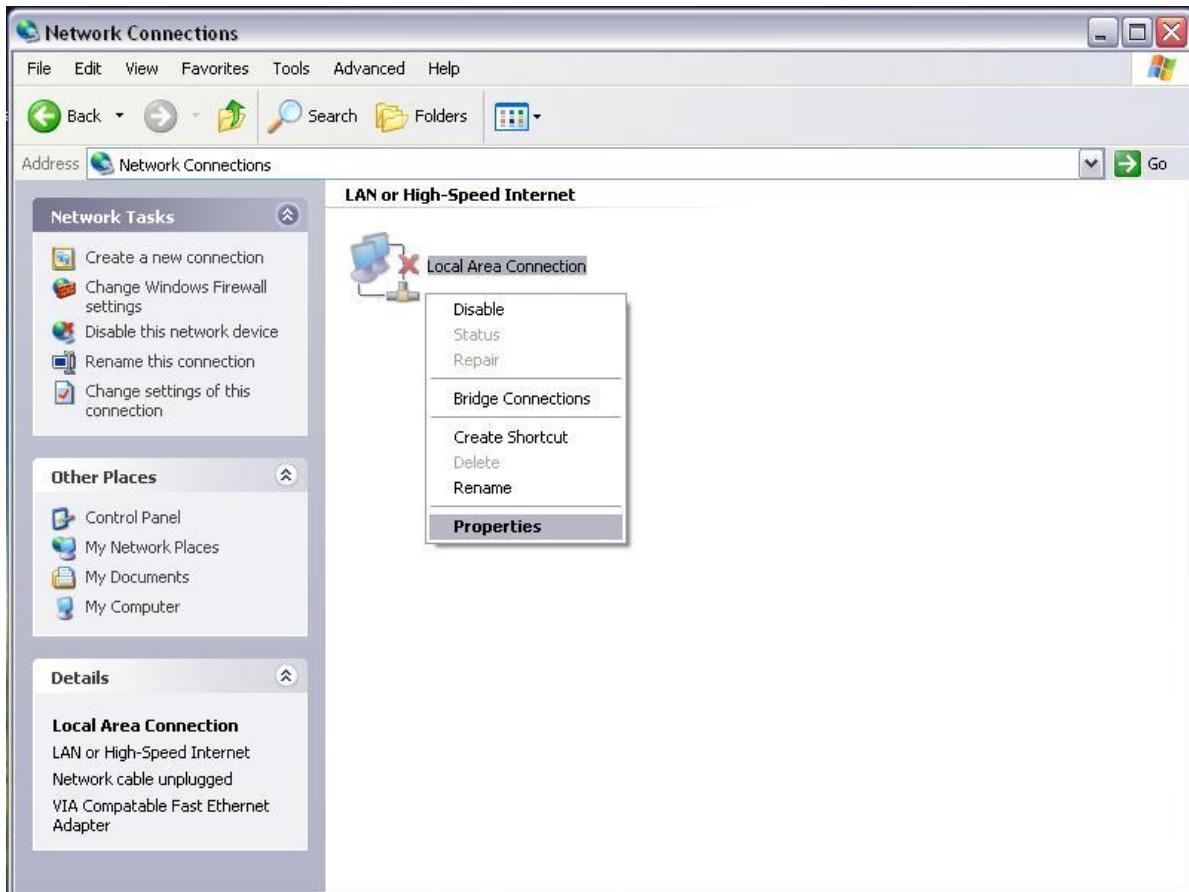 Network Connections
File Edit View Favorites Tools Advanced Help
Back Search Folders
Address Network Connections Go
Network Tasks
Create a new connection
Change Windows Firewall
settings
Disable this network device
Rename this connection
Change settings of this
connection
Other Places
Control Panel
My Network Places
My Documents
My Computer
Details
Local Area Connection
LAN or High-Speed Internet
Network cable unplugged
VIA Compatable Fast Ethernet
Adapter
LAN or High-Speed Internet
Local Area Connection
Disable
Status
Repair
Bridge Connections
Create Shortcut
Delete
Rename
Properties